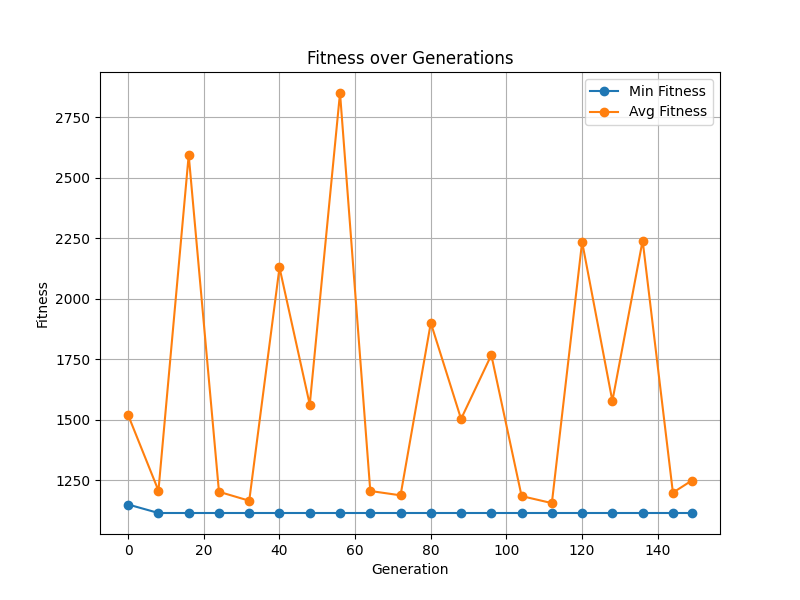 Fitness over Generations
Min Fitness
Avg Fitness
2750
2500
2250
2000
1750
1500
1250
Fitness
0 20 40 60 80 100 120 140
Generation